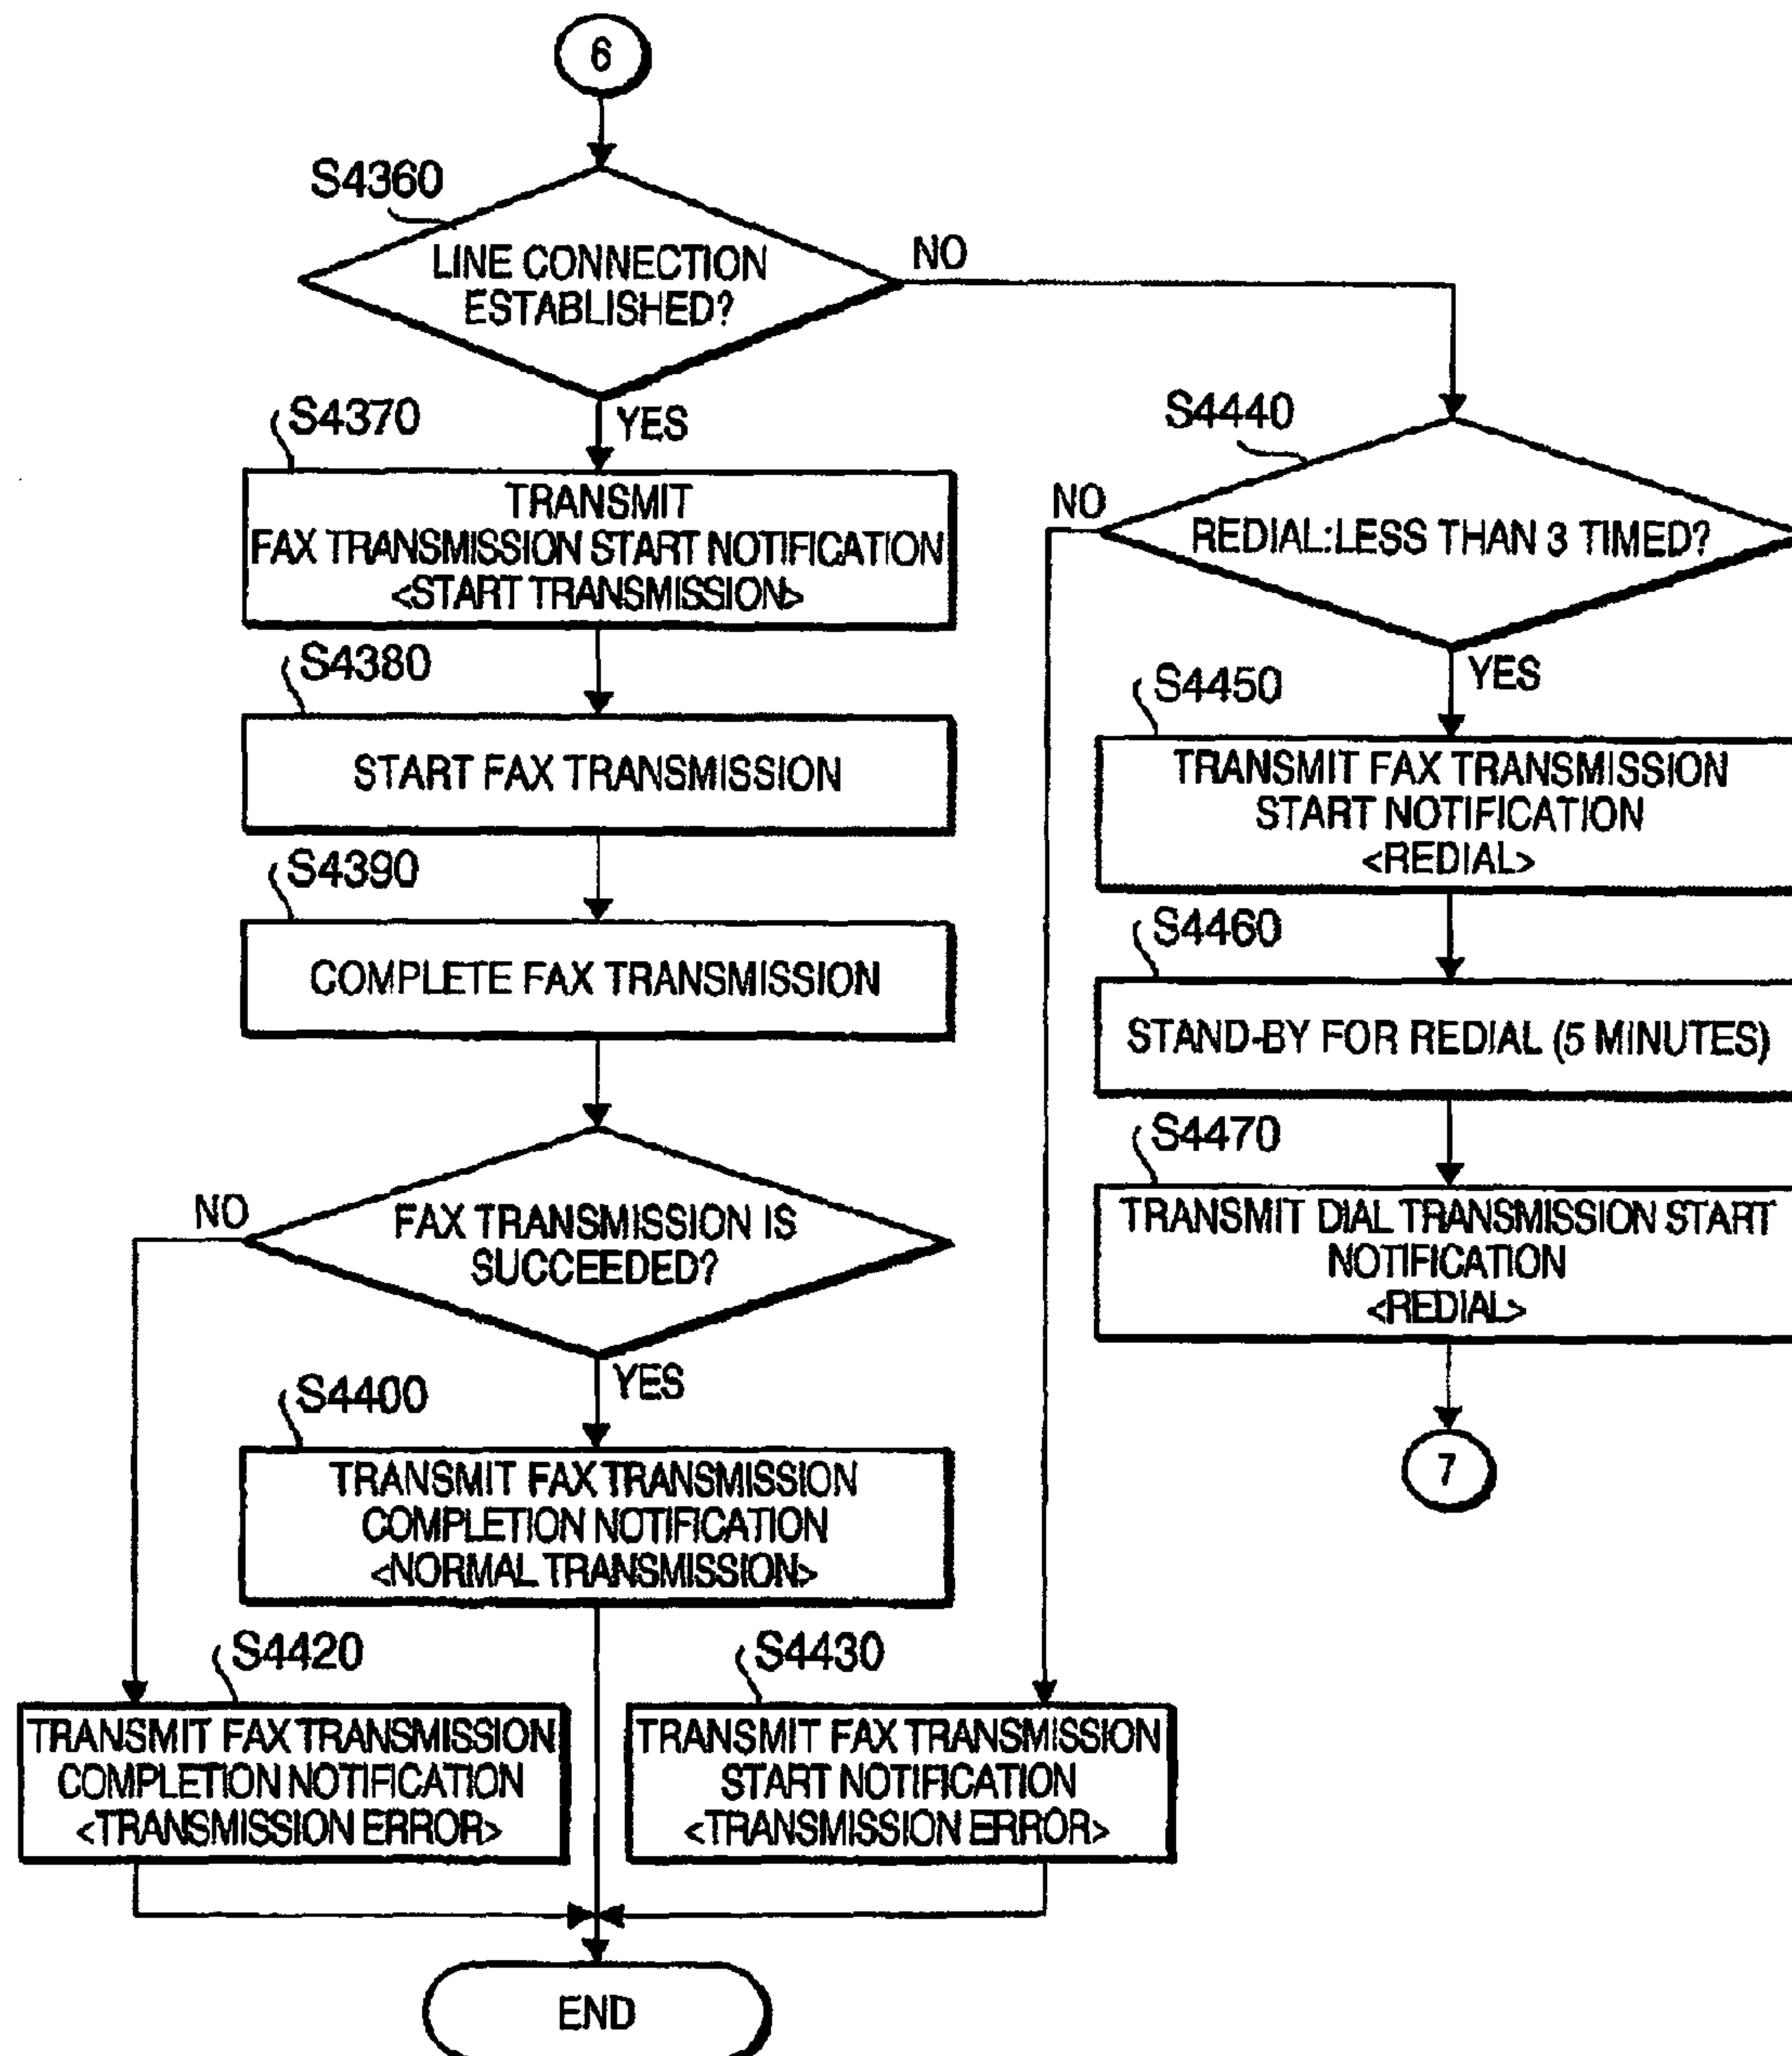 6
S4360
LINE CONNECTION
ESTABLISHED?
NO
YES
S4370
TRANSMIT
FAX TRANSMISSION START NOTIFICATION
<START TRANSMISSION>
S4380
START FAX TRANSMISSION
S4390
COMPLETE FAX TRANSMISSION
FAX TRANSMISSION IS
SUCCEEDED?
NO
YES
S4400
TRANSMIT FAX TRANSMISSION
COMPLETION NOTIFICATION
<NORMAL TRANSMISSION>
S4420
TRANSMIT FAX TRANSMISSION
COMPLETION NOTIFICATION
<TRANSMISSION ERROR>
S4430
TRANSMIT FAX TRANSMISSION
START NOTIFICATION
<TRANSMISSION ERROR>
END
S4440
NO
REDIAL:LESS THAN 3 TIMED?
YES
S4450
TRANSMIT FAX TRANSMISSION
START NOTIFICATION
<REDIAL>
S4460
STAND-BY FOR REDIAL (5 MINUTES)
S4470
TRANSMIT DIAL TRANSMISSION START
NOTIFICATION
<REDIAL>
7